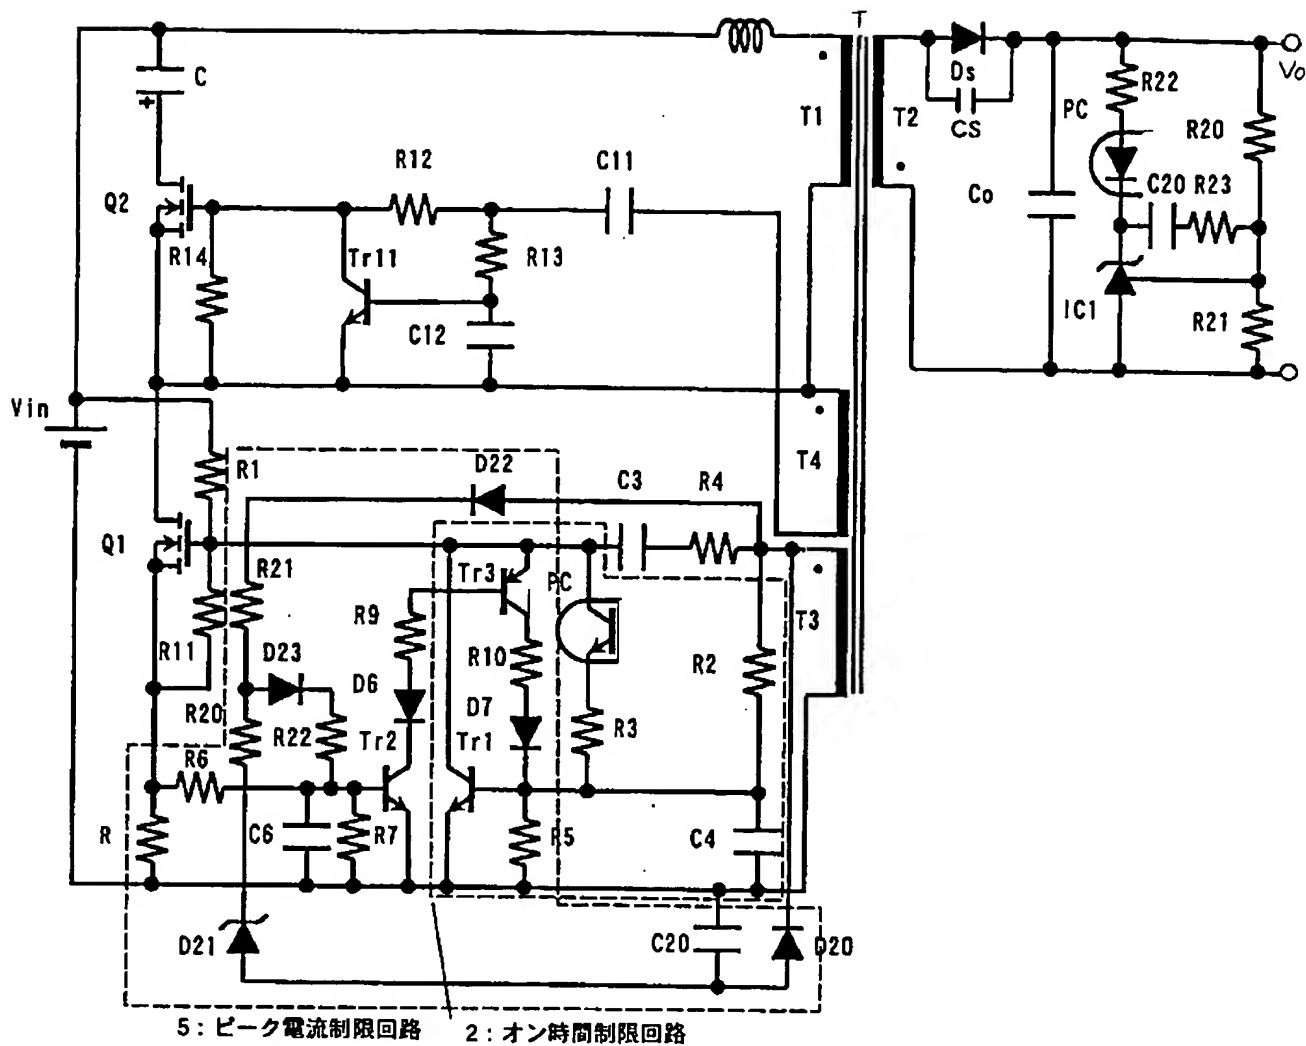 T
Vo
C
+
T1
T2
Ds
CS
PC
R22
R20
Co
C20 R23
IC1
R21
R12
C11
Q2
R14
Tr11
R13
C12
Vin
T4
R1
D22
C3
R4
Q1
R21
Tr3
PC
T3
R9
R11
D23
R10
R2
D6
R20
R22
D7
R3
Tr2
Tr1
R6
R
C6
R7
R5
C4
D21
C20
D20
5:ピーク電流制限回路
2:オン時間制限回路